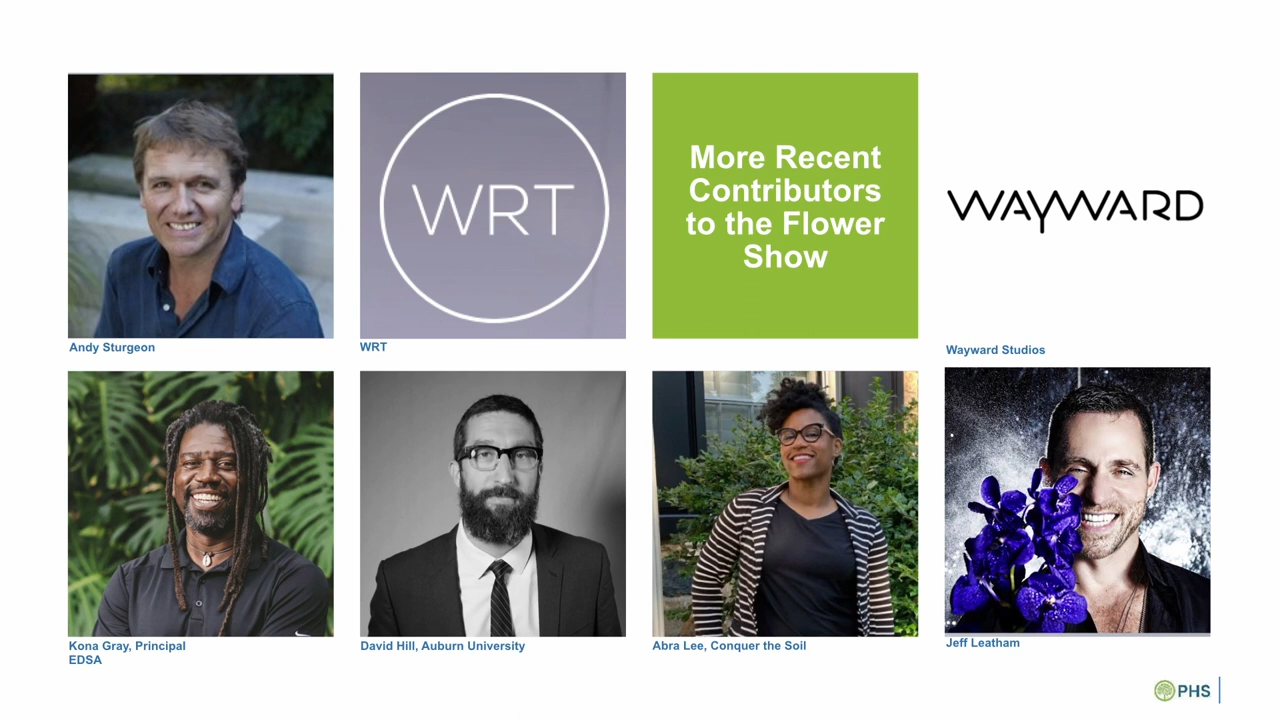 WRT
More Recent
Contributors
to the Flower
Show
WAYWARD
Andy Sturgeon
WRT
Wayward Studios
Kona Gray, Principal
EDSA
David Hill, Auburn University
Abra Lee, Conquer the Soil
Jeff Leatham
PHS